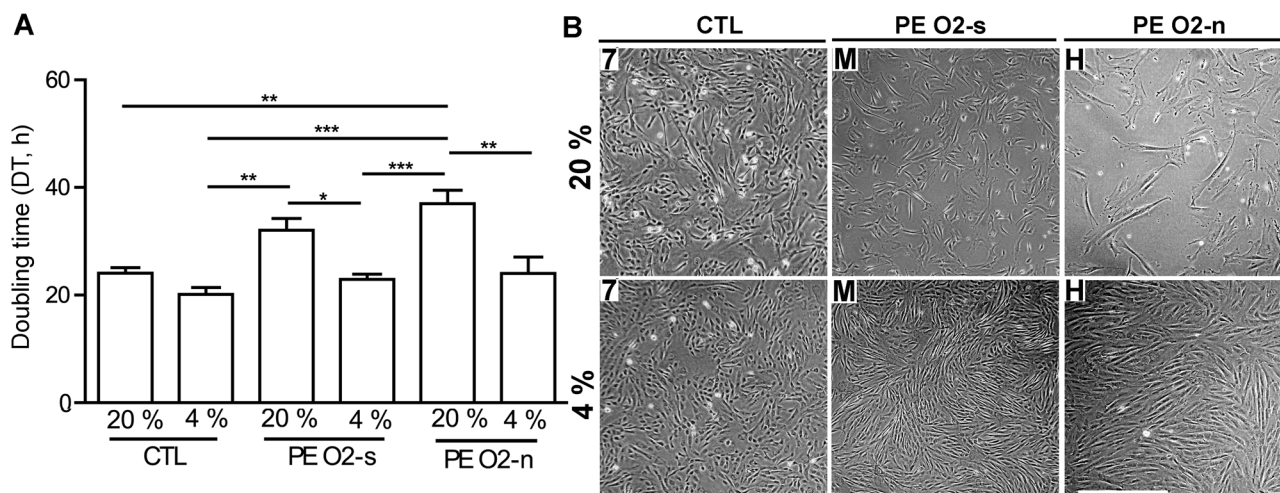 A
Doubling time (DT, h)
60
40
20
0
**
***
**
***
**
*
20 %
4 %
20 %
4 %
20 %
4 %
CTL
PE O2-s
PE O2-n
B
CTL
PE O2-s
PE O2-n
20 %
7
M
H
4 %
7
M
H